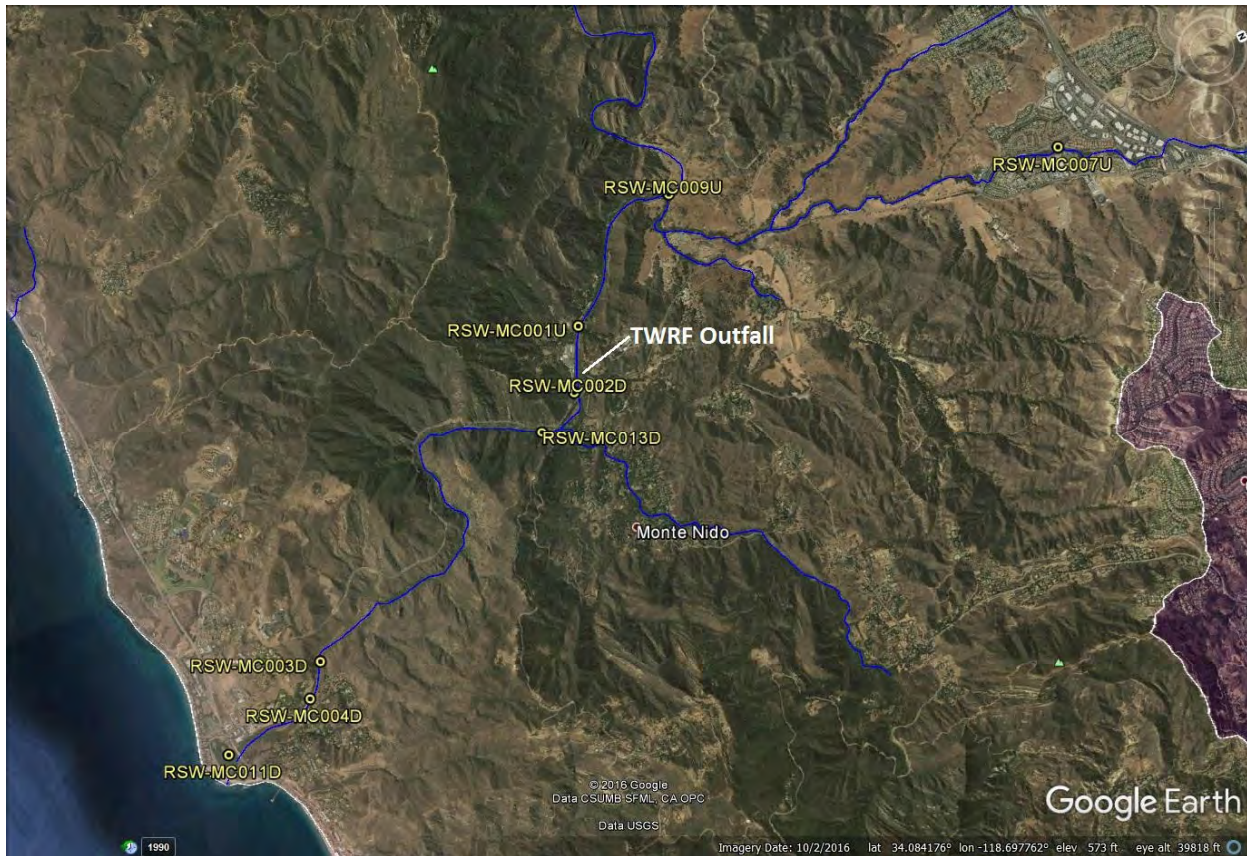 N
RSW-MC007U
RSW-MC009U
RSW-MC001U
TWRF Outfall
RSW-MC002D
RSW-MC013D
Monte Nido
RSW-MC003D
RSW-MC004D
RSW-MC011D
© 2016 Google
Data CSUMB SFML, CA OPC
Data USGS
Google Earth
1990
Imagery Date: 10/2/2016 lat 34.084176° lon -118.697762° elev 573 ft eye alt 39818 ft